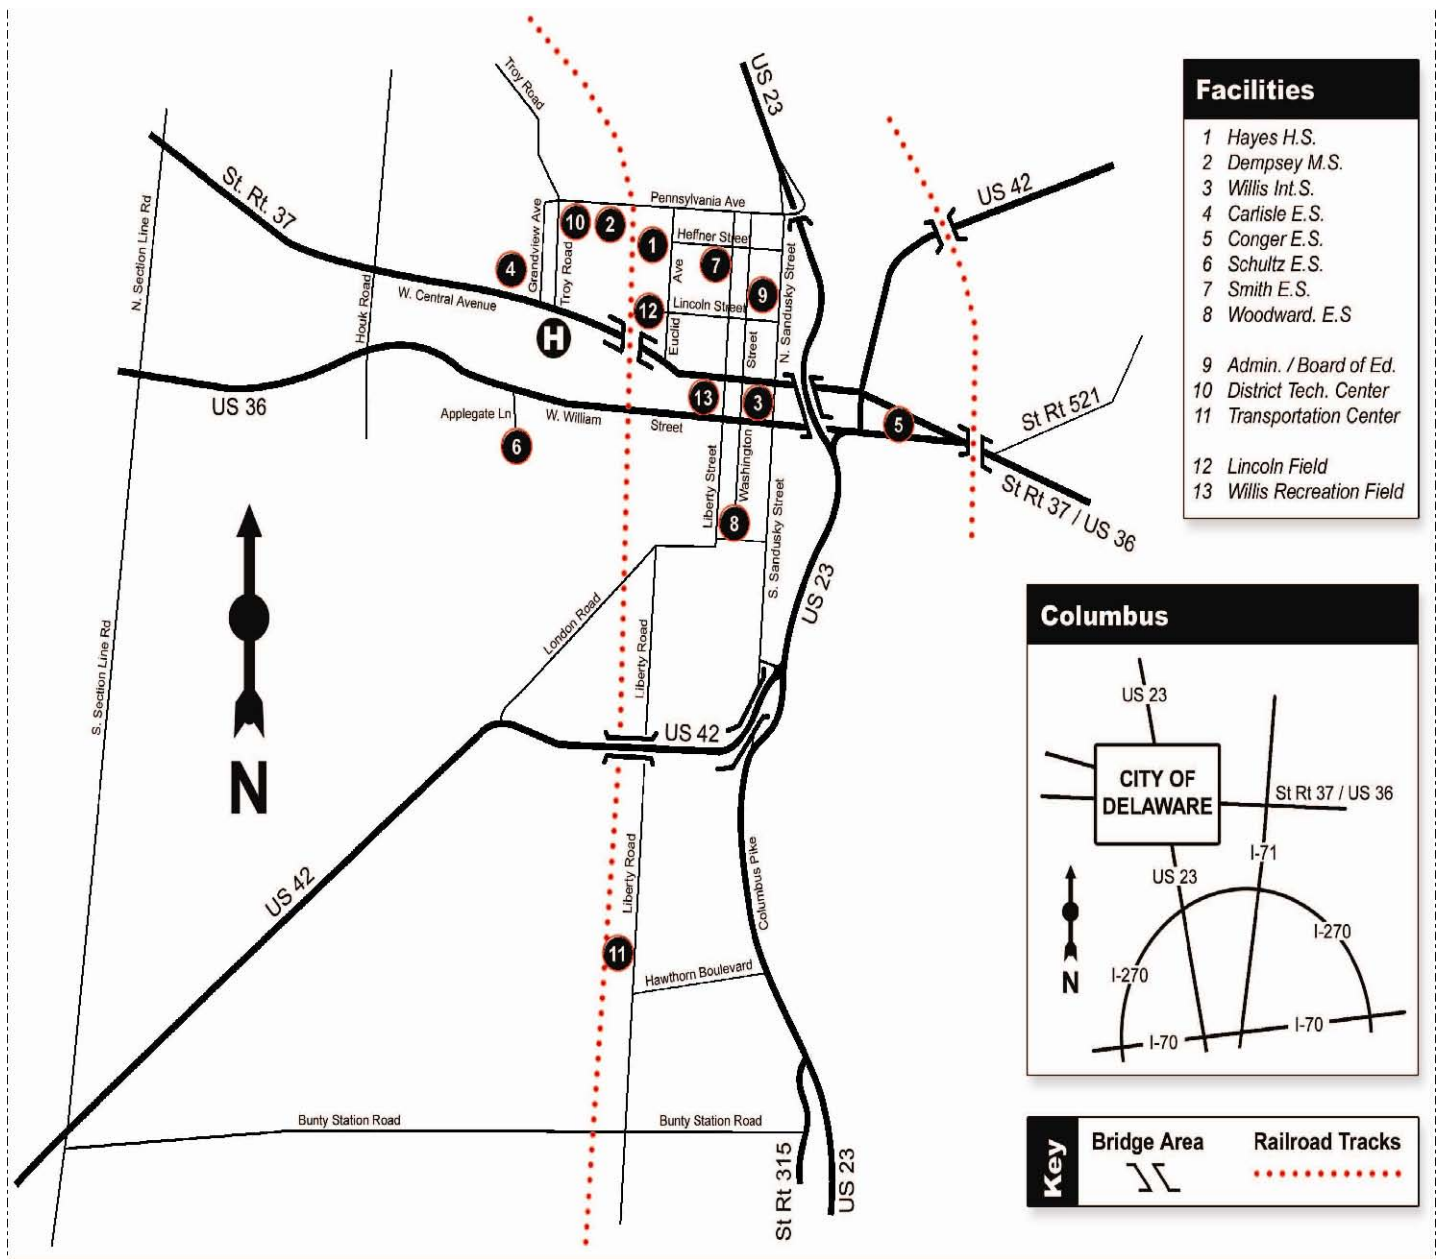 Troy Road
US 23
N. Section Line Rd
St. Rt. 37
US 42
Pennsylvania Ave
Grandview Ave
Troy Road
10
2
1
Heffner Street
7
Ave
4
9
N. Sandusky Street
W. Central Avenue
12
Lincoln Street
Houk Road
H
Euclid
Street
US 36
13
3
Applegate Ln
W. William
Street
5
St Rt 521
6
Liberty Street
Washington
8
S. Sandusky Street
St Rt 37 / US 36
London Road
US 23
S. Section Line Rd
Liberty Road
US 42
N
US 42
Liberty Road
Columbus Pike
11
Hawthorn Boulevard
Bunty Station Road
Bunty Station Road
St Rt 315
US 23
Facilities
1 Hayes H.S.
2 Dempsey M.S.
3 Willis Int.S.
4 Carlisle E.S.
5 Conger E.S.
6 Schultz E.S.
7 Smith E.S.
8 Woodward. E.S
9 Admin. / Board of Ed.
10 District Tech. Center
11 Transportation Center
12 Lincoln Field
13 Willis Recreation Field
Columbus
US 23
CITY OF
DELAWARE
St Rt 37 / US 36
I-71
US 23
I-270
I-270
N
I-70
I-70
Key
Bridge Area
Railroad Tracks